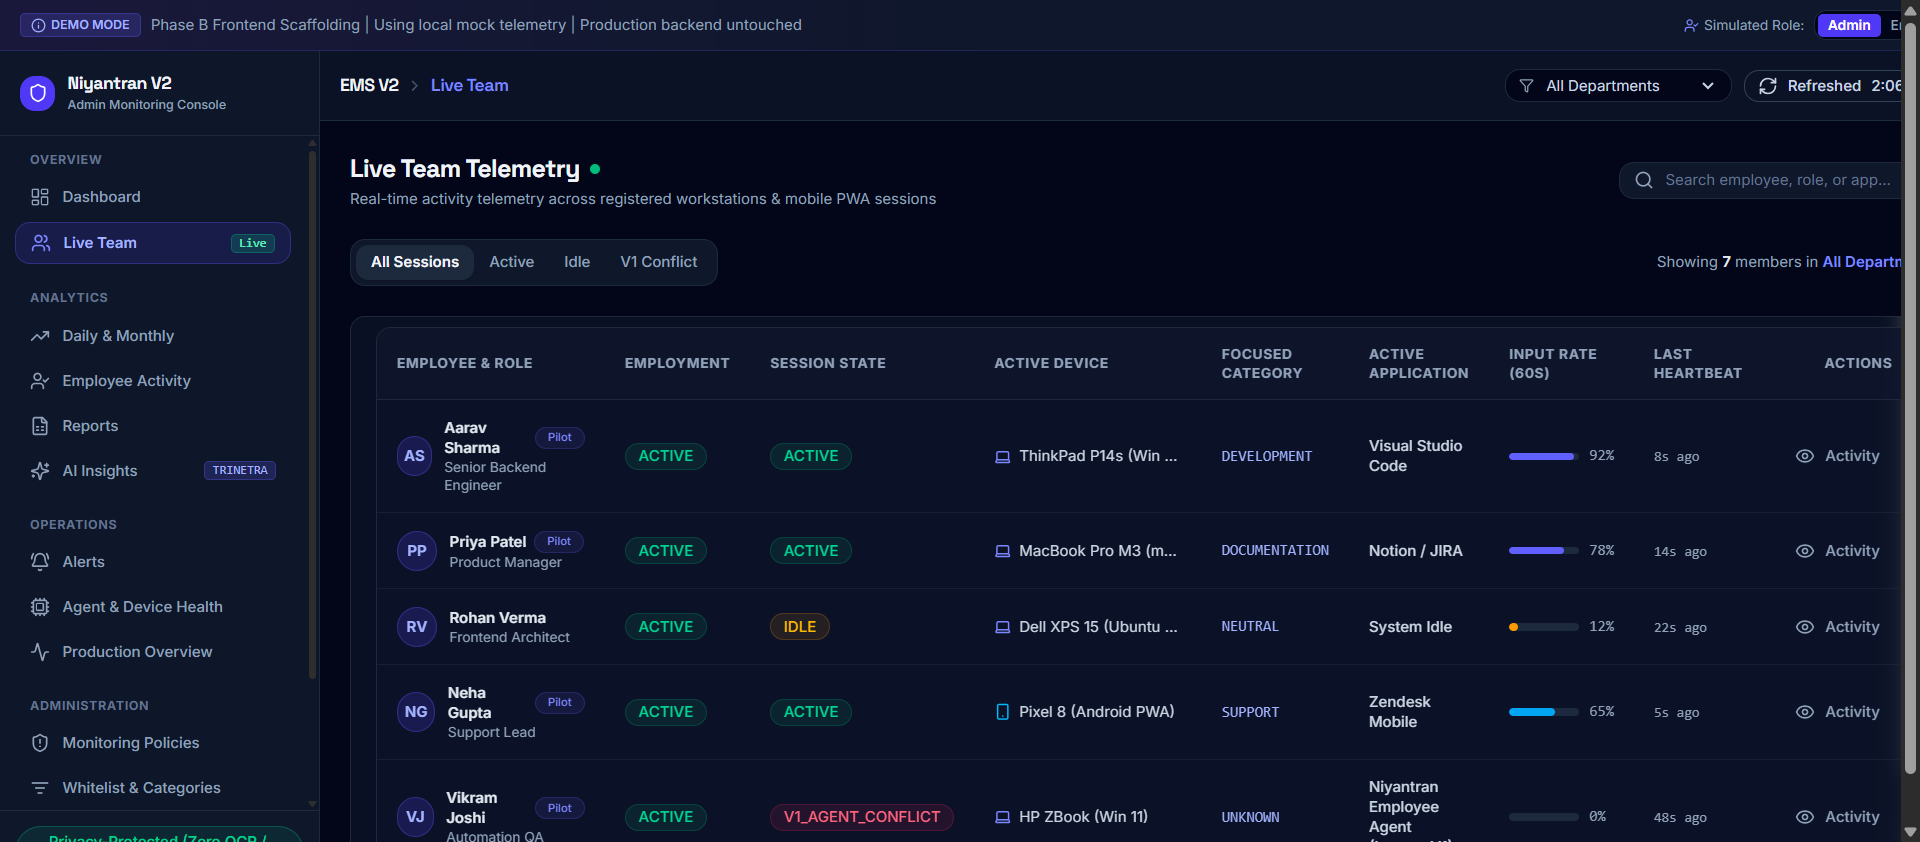 DEMO MODE Phase B Frontend Scaffolding | Using local mock telemetry | Production backend untouched
Simulated Role: Admin
Niyantran V2
Admin Monitoring Console
EMS V2 > Live Team
All Departments
Refreshed 2:06
OVERVIEW
Dashboard
Live Team Live
ANALYTICS
Daily & Monthly
Employee Activity
Reports
AI Insights TRINETRA
OPERATIONS
Alerts
Agent & Device Health
Production Overview
ADMINISTRATION
Monitoring Policies
Whitelist & Categories
Privacy-Protected (Zero OCR /
Live Team Telemetry
Real-time activity telemetry across registered workstations & mobile PWA sessions
Search employee, role, or app...
All Sessions Active Idle V1 Conflict
Showing 7 members in All Departm
EMPLOYEE & ROLE EMPLOYMENT SESSION STATE ACTIVE DEVICE FOCUSED CATEGORY ACTIVE APPLICATION INPUT RATE (60S) LAST HEARTBEAT ACTIONS
AS Aarav Sharma Pilot Senior Backend Engineer ACTIVE ACTIVE ThinkPad P14s (Win ... DEVELOPMENT Visual Studio Code 92% 8s ago Activity
PP Priya Patel Pilot Product Manager ACTIVE ACTIVE MacBook Pro M3 (m... DOCUMENTATION Notion / JIRA 78% 14s ago Activity
RV Rohan Verma Frontend Architect ACTIVE IDLE Dell XPS 15 (Ubuntu ... NEUTRAL System Idle 12% 22s ago Activity
NG Neha Gupta Pilot Support Lead ACTIVE ACTIVE Pixel 8 (Android PWA) SUPPORT Zendesk Mobile 65% 5s ago Activity
VJ Vikram Joshi Pilot Automation QA ACTIVE V1_AGENT_CONFLICT HP ZBook (Win 11) UNKNOWN Niyantran Employee Agent 0% 48s ago Activity